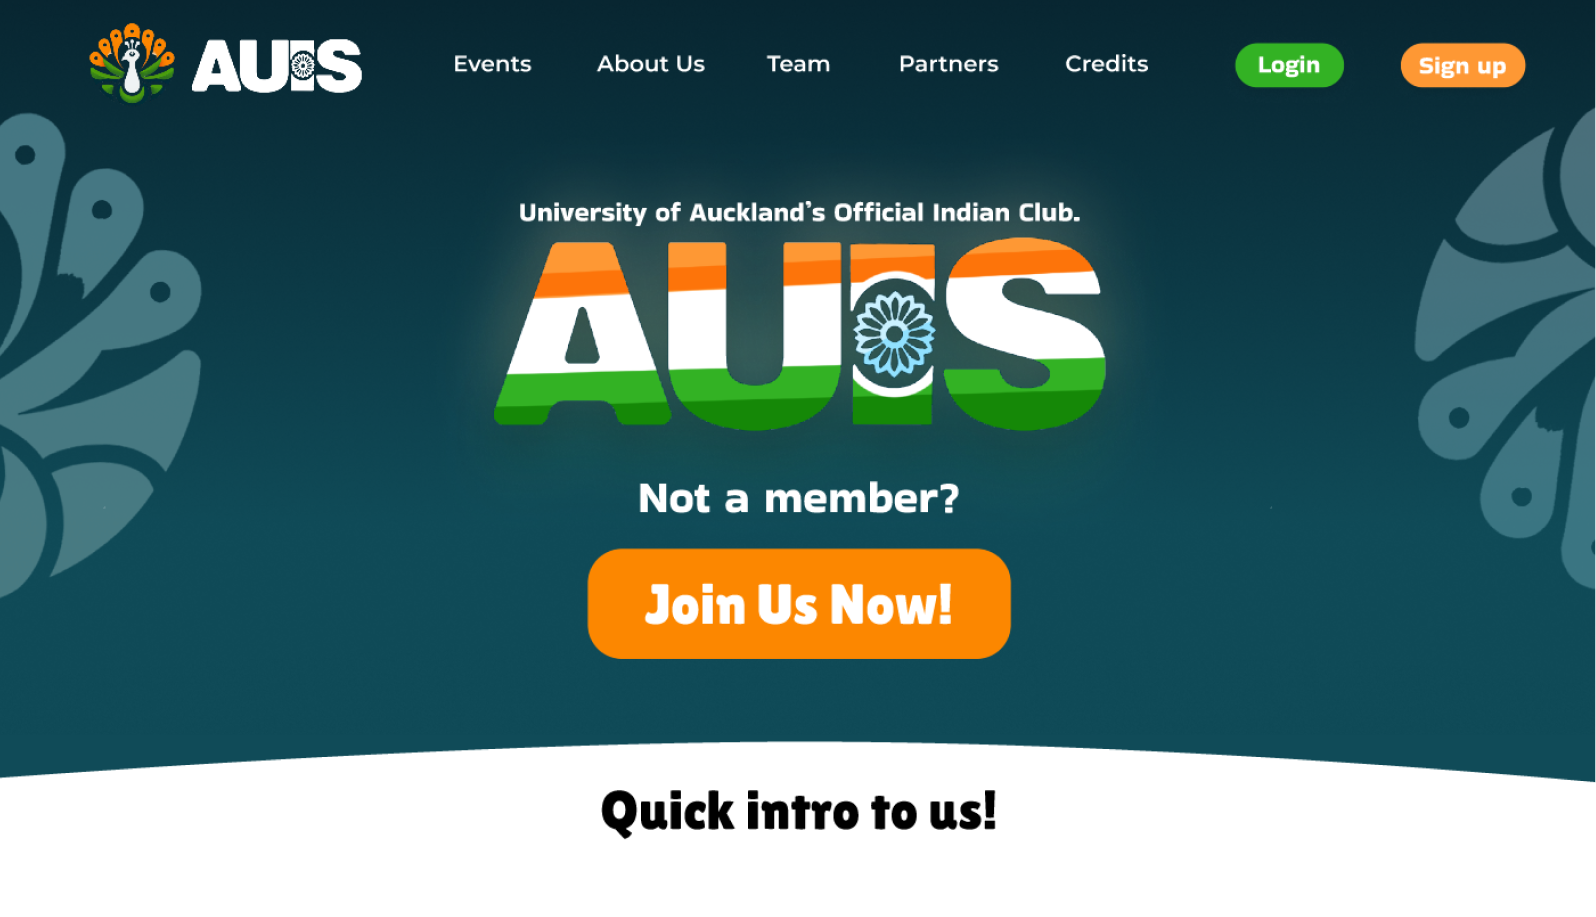 AUIS
Events
About Us
Team
Partners
Credits
Login
Sign up
University of Auckland’s Official Indian Club.
AUIS
Not a member?
Join Us Now!
Quick intro to us!